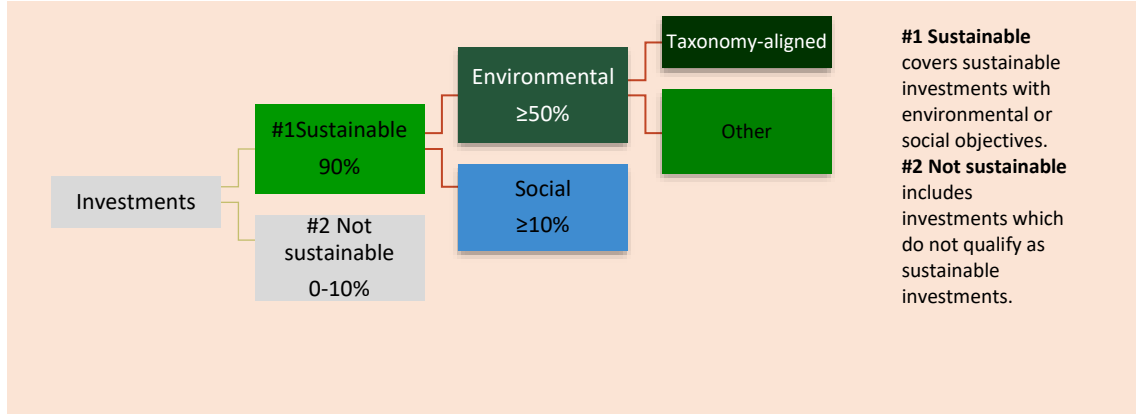 Investments
#1Sustainable
90%
#2 Not
sustainable
0-10%
Environmental
≥50%
Social
≥10%
Taxonomy-aligned
Other
#1 Sustainable
covers sustainable
investments with
environmental or
social objectives.
#2 Not sustainable
includes
investments which
do not qualify as
sustainable
investments.